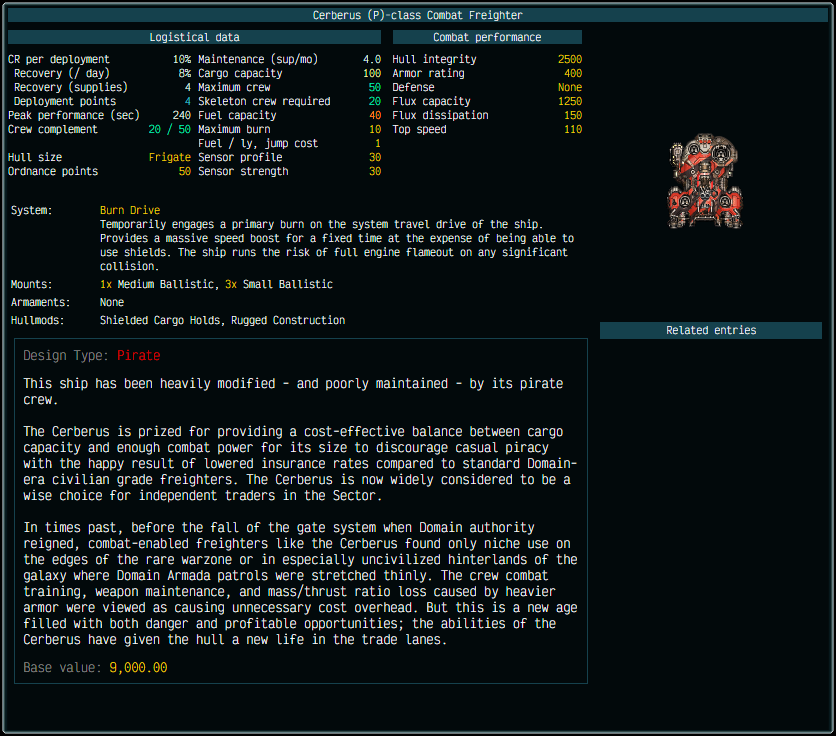 Cerberus (P)-class Combat Freighter
Logistical data
CR per deployment 10%
Recovery (/ day) 8%
Recovery (supplies) 4
Deployment points 4
Peak performance (sec) 240
Crew complement 20 / 50
Hull size Frigate
Ordnance points 50
Maintenance (sup/mo) 4.0
Cargo capacity 100
Maximum crew 50
Skeleton crew required 20
Fuel capacity 40
Maximum burn 10
Fuel / ly, jump cost 1
Sensor profile 30
Sensor strength 30
Combat performance
Hull integrity 2500
Armor rating 400
Defense None
Flux capacity 1250
Flux dissipation 150
Top speed 110
System: Burn Drive
Temporarily engages a primary burn on the system travel drive of the ship.
Provides a massive speed boost for a fixed time at the expense of being able to
use shields. The ship runs the risk of full engine flameout on any significant
collision.
Mounts: 1x Medium Ballistic, 3x Small Ballistic
Armaments: None
Hullmods: Shielded Cargo Holds, Rugged Construction
Related entries
Design Type: Pirate
This ship has been heavily modified - and poorly maintained - by its pirate
crew.
The Cerberus is prized for providing a cost-effective balance between cargo
capacity and enough combat power for its size to discourage casual piracy
with the happy result of lowered insurance rates compared to standard Domain-
era civilian grade freighters. The Cerberus is now widely considered to be a
wise choice for independent traders in the Sector.
In times past, before the fall of the gate system when Domain authority
reigned, combat-enabled freighters like the Cerberus found only niche use on
the edges of the rare warzone or in especially uncivilized hinterlands of the
galaxy where Domain Armada patrols were stretched thinly. The crew combat
training, weapon maintenance, and mass/thrust ratio loss caused by heavier
armor were viewed as causing unnecessary cost overhead. But this is a new age
filled with both danger and profitable opportunities; the abilities of the
Cerberus have given the hull a new life in the trade lanes.
Base value: 9,000.00